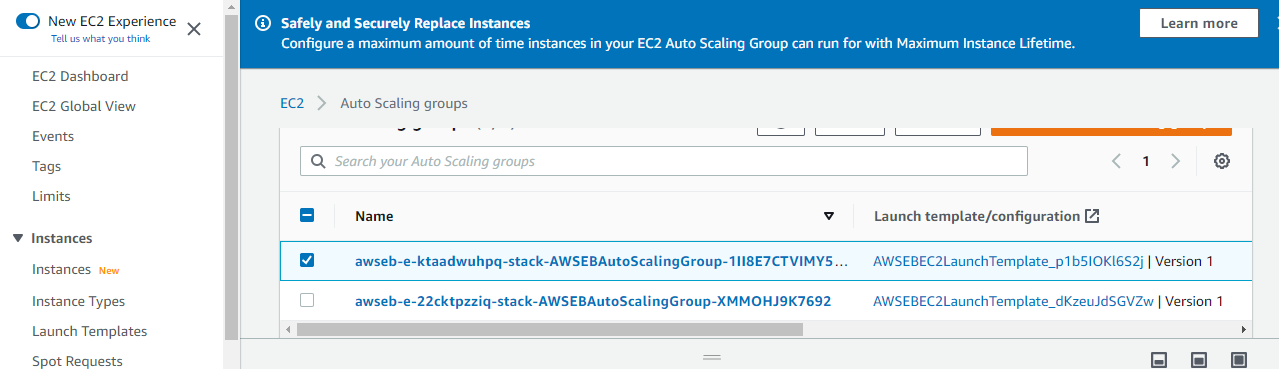 New EC2 Experience
Tell us what you think
EC2 Dashboard
EC2 Global View
Events
Tags
Limits
Instances
Instances New
Instance Types
Launch Templates
Spot Requests
Safely and Securely Replace Instances
Configure a maximum amount of time instances in your EC2 Auto Scaling Group can run for with Maximum Instance Lifetime.
Learn more
EC2 Auto Scaling groups
Search your Auto Scaling groups
1
Name Launch template/configuration
awseb-e-ktaadwuhpq-stack-AWSEBAutoScalingGroup-1II8E7CTVIMY5... AWSEBEC2LaunchTemplate_p1b5IOKl6S2j | Version 1
awseb-e-22cktpzziq-stack-AWSEBAutoScalingGroup-XMMOHJ9K7692 AWSEBEC2LaunchTemplate_dKzeuJdSGVZw | Version 1